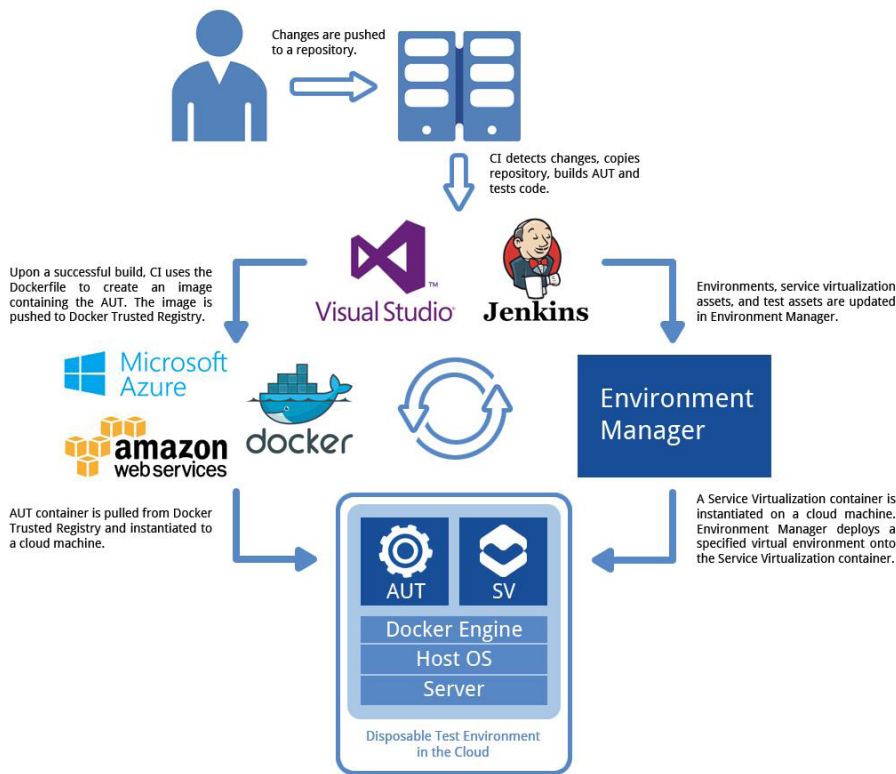 Changes are pushed
to a repository.
CI detects changes, copies
repository, builds AUT and
tests code.
Upon a successful build, CI uses the
Dockerfile to create an image
containing the AUT. The image is
pushed to Docker Trusted Registry.
Visual Studio
TM
Jenkins
Environments, service virtualization
assets, and test assets are updated
in Environment Manager.
Microsoft
Azure
amazon
web services
docker
Environment
Manager
AUT container is pulled from Docker
Trusted Registry and instantiated to
a cloud machine.
A Service Virtualization container is
instantiated on a cloud machine.
Environment Manager deploys a
specified virtual environment onto
the Service Virtualization container.
AUT
SV
Docker Engine
Host OS
Server
Disposable Test Environment
in the Cloud